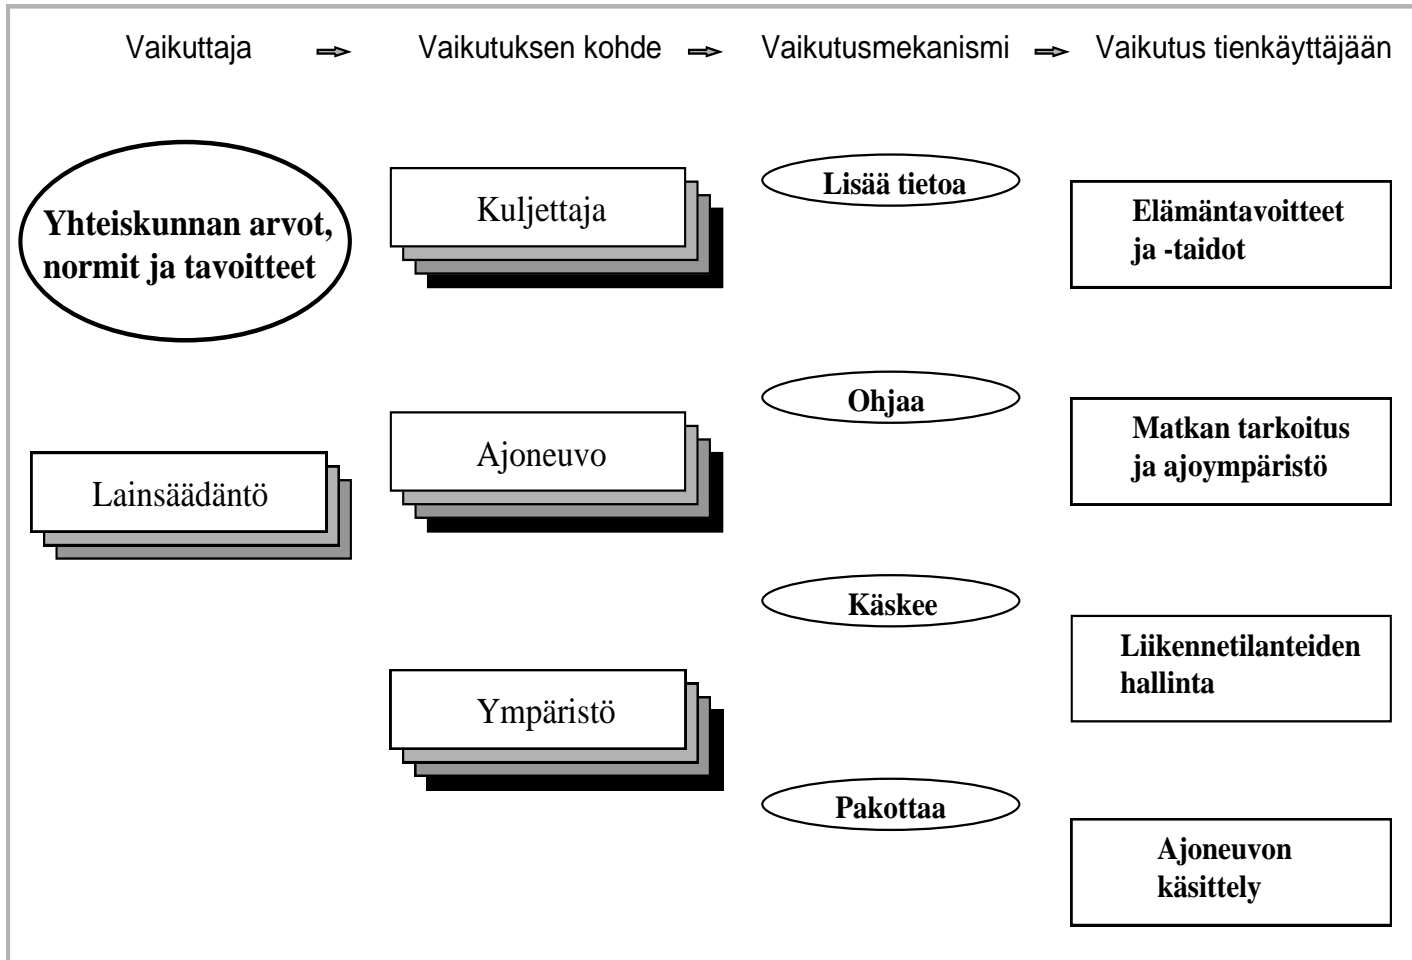 Vaikuttaja ⇒ Vaikutuksen kohde ⇒ Vaikutusmekanismi ⇒ Vaikutus tienkäyttäjään
Yhteiskunnan arvot,
normit ja tavoitteet
Lainsäädäntö
Kuljettaja
Ajoneuvo
Ympäristö
Lisää tietoa
Ohjaa
Käskee
Pakottaa
Elämäntavoitteet
ja -taidot
Matkan tarkoitus
ja ajoympäristö
Liikennetilanteiden
hallinta
Ajoneuvon
käsittely